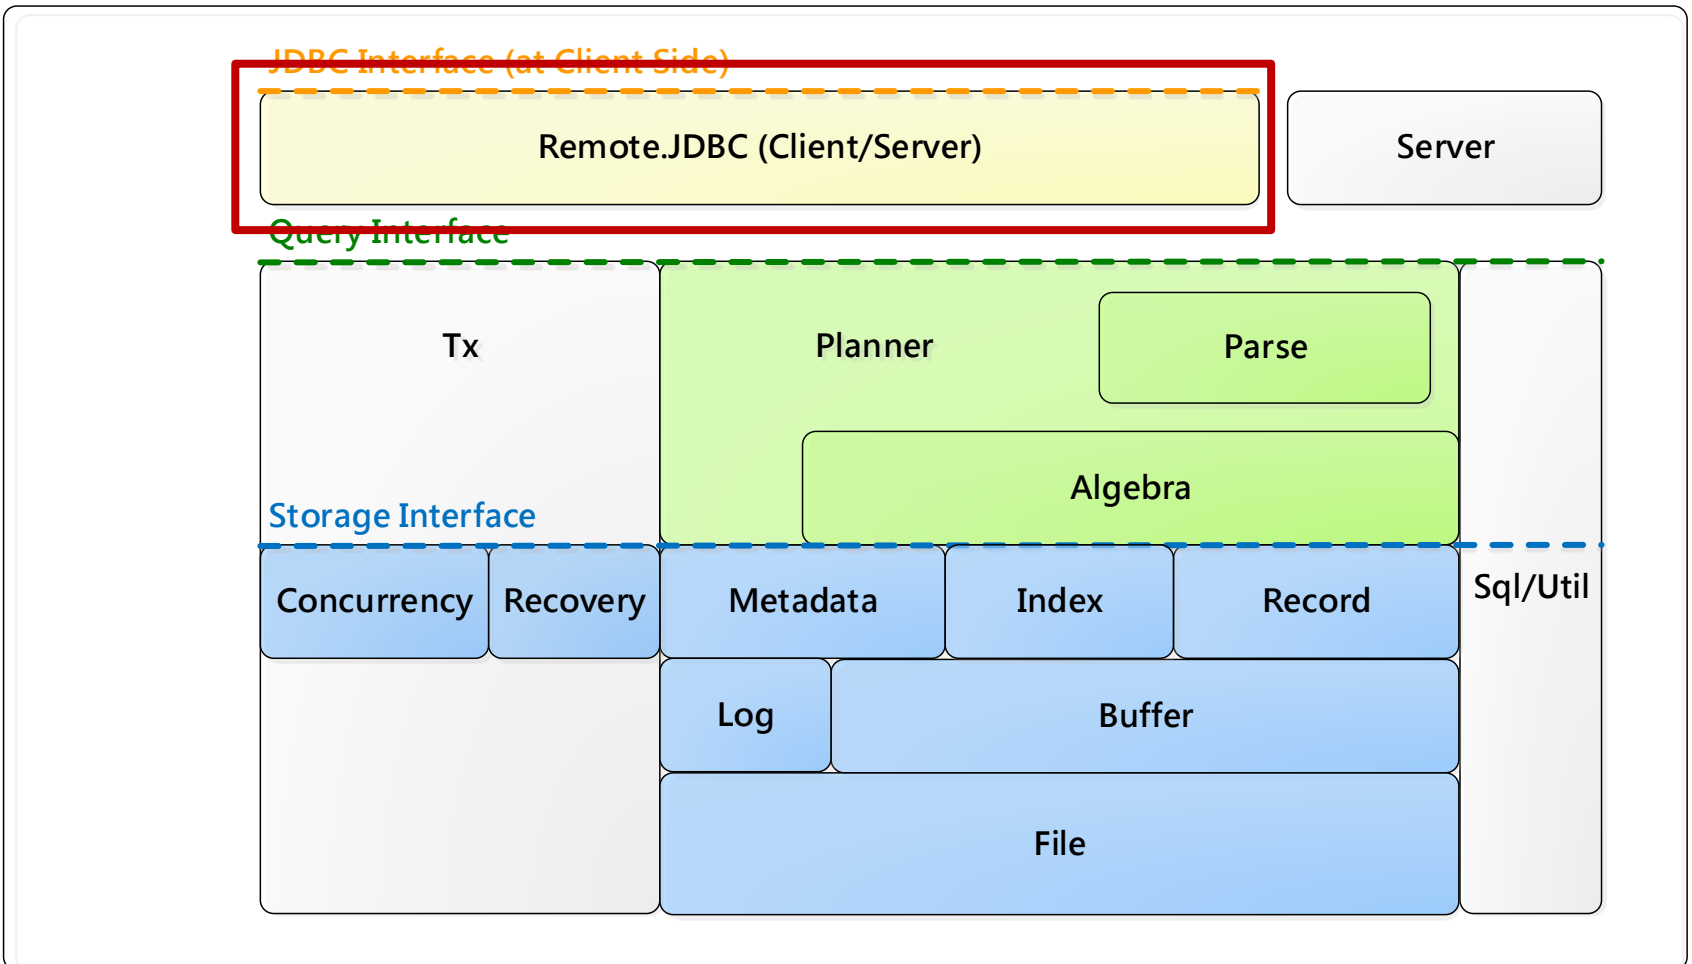 JDBC Interface (at Client Side)
Remote.JDBC (Client/Server)
Server
Query Interface
Tx
Planner
Parse
Algebra
Storage Interface
Concurrency
Recovery
Metadata
Index
Record
Sql/Util
Log
Buffer
File